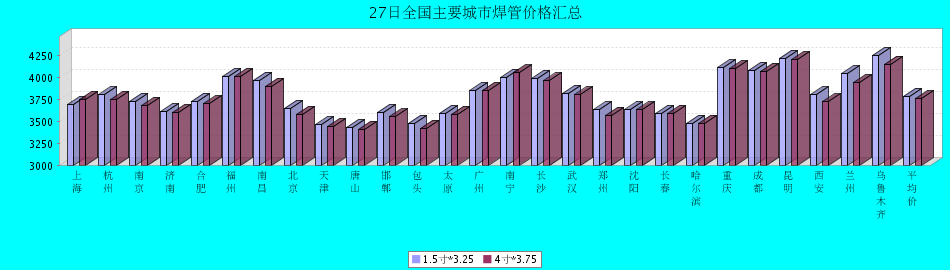 27日全国主要城市焊管价格汇总
4250
4000
3750
3500
3250
3000
上海
杭州
南京
济南
合肥
福州
南昌
北京
天津
唐山
邯郸
包头
太原
广州
南宁
长沙
武汉
郑州
沈阳
长春
哈尔滨
重庆
成都
昆明
西安
兰州
乌鲁木齐
平均价
1.5寸*3.25
4寸*3.75